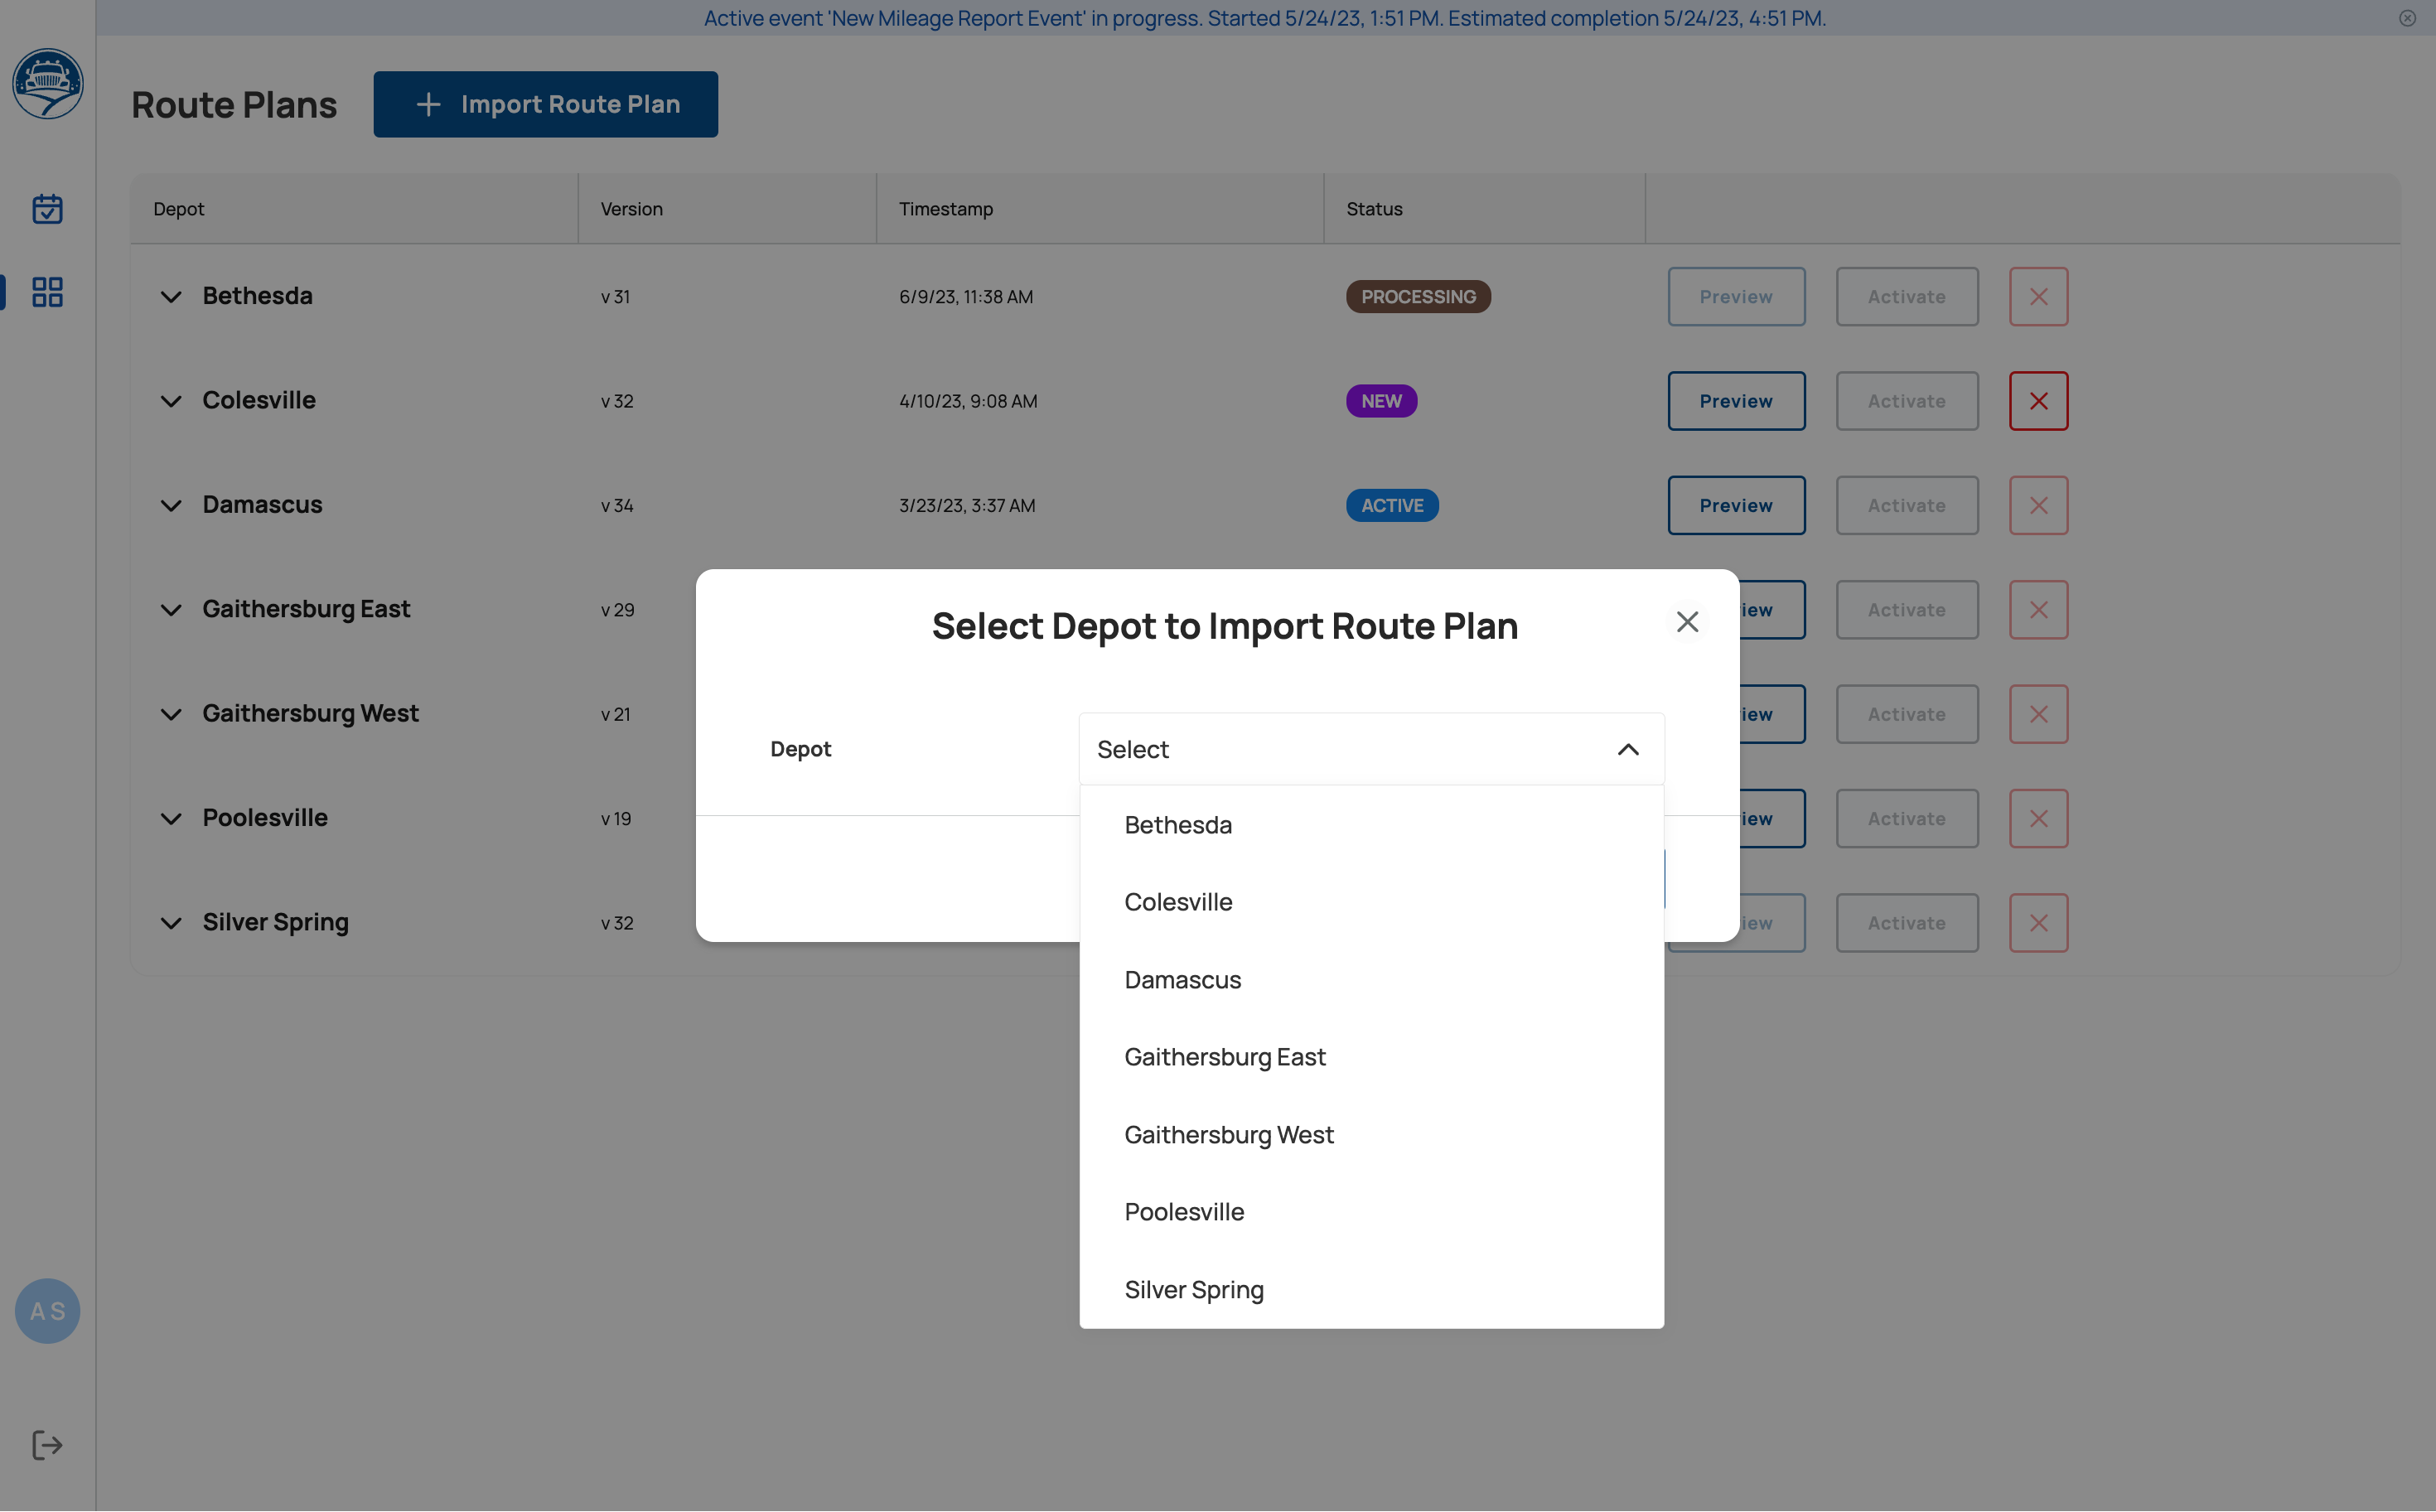 Active event 'New Mileage Report Event' in progress. Started 5/24/23, 1:51 PM. Estimated completion 5/24/23, 4:51 PM.
Route Plans
Import Route Plan
Depot Version Timestamp Status
Bethesda v 31 6/9/23, 11:38 AM PROCESSING Preview Activate
Colesville v 32 4/10/23, 9:08 AM NEW Preview Activate
Damascus v 34 3/23/23, 3:37 AM ACTIVE Preview Activate
Gaithersburg East v 29 iew Activate
Gaithersburg West v 21 iew Activate
Poolesville v 19 iew Activate
Silver Spring v 32 iew Activate
Select Depot to Import Route Plan
Depot Select
Bethesda
Colesville
Damascus
Gaithersburg East
Gaithersburg West
Poolesville
Silver Spring
A S